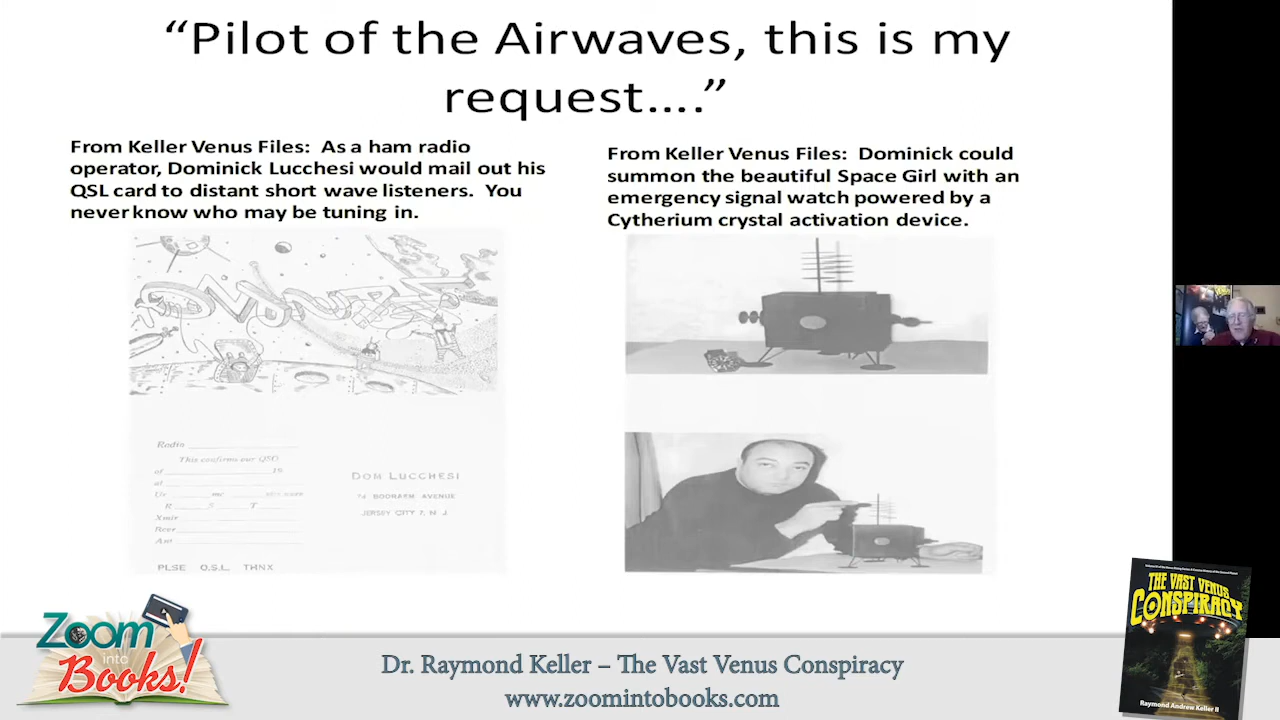 “Pilot of the Airwaves, this is my
request....”
From Keller Venus Files:  As a ham radio
operator, Dominick Lucchesi would mail out his
QSL card to distant short wave listeners.  You
never know who may be tuning in.
From Keller Venus Files:  Dominick could
summon the beautiful Space Girl with an
emergency signal watch powered by a
Cytherium crystal activation device.
Radio
This confirms our QSO
of 19
at
Ur
R S T
Xmtr
Recr
Ant
PLSE Q.S.L. THNX
DOM LUCCHESI
JERSEY CITY 7, N. J.
Zoom
into
Books!
Dr. Raymond Keller – The Vast Venus Conspiracy
www.zoomintobooks.com
THE VAST VENUS
CONSPIRACY
Raymond Andrew Keller II